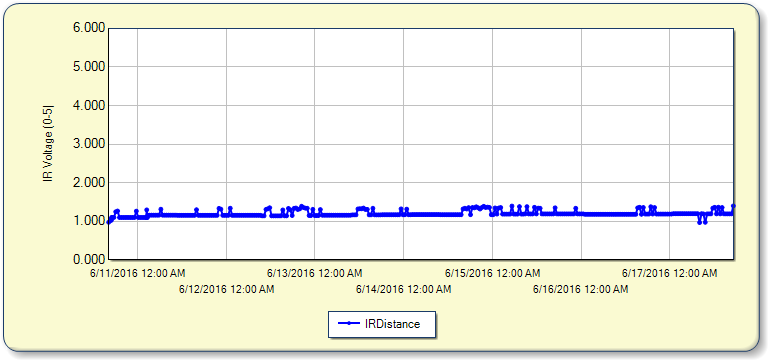 6.000
5.000
4.000
3.000
2.000
1.000
0.000
IR Voltage (0-5|
6/11/2016 12:00 AM
6/13/2016 12:00 AM
6/15/2016 12:00 AM
6/17/2016 12:00 AM
6/12/2016 12:00 AM
6/14/2016 12:00 AM
6/16/2016 12:00 AM
IRDistance